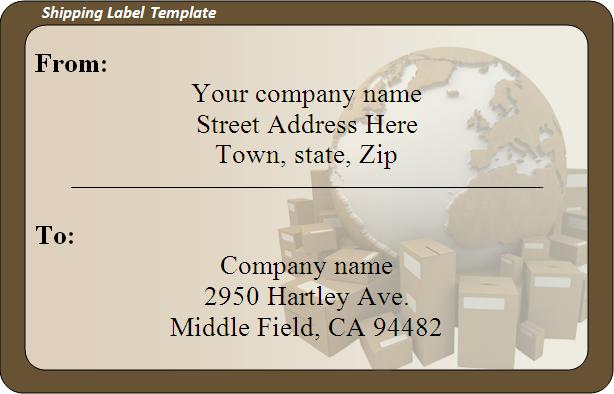 Shipping Label Template
From:
Your company name
Street Address Here
Town, state, Zip
To:
Company name
2950 Hartley Ave.
Middle Field, CA 94482